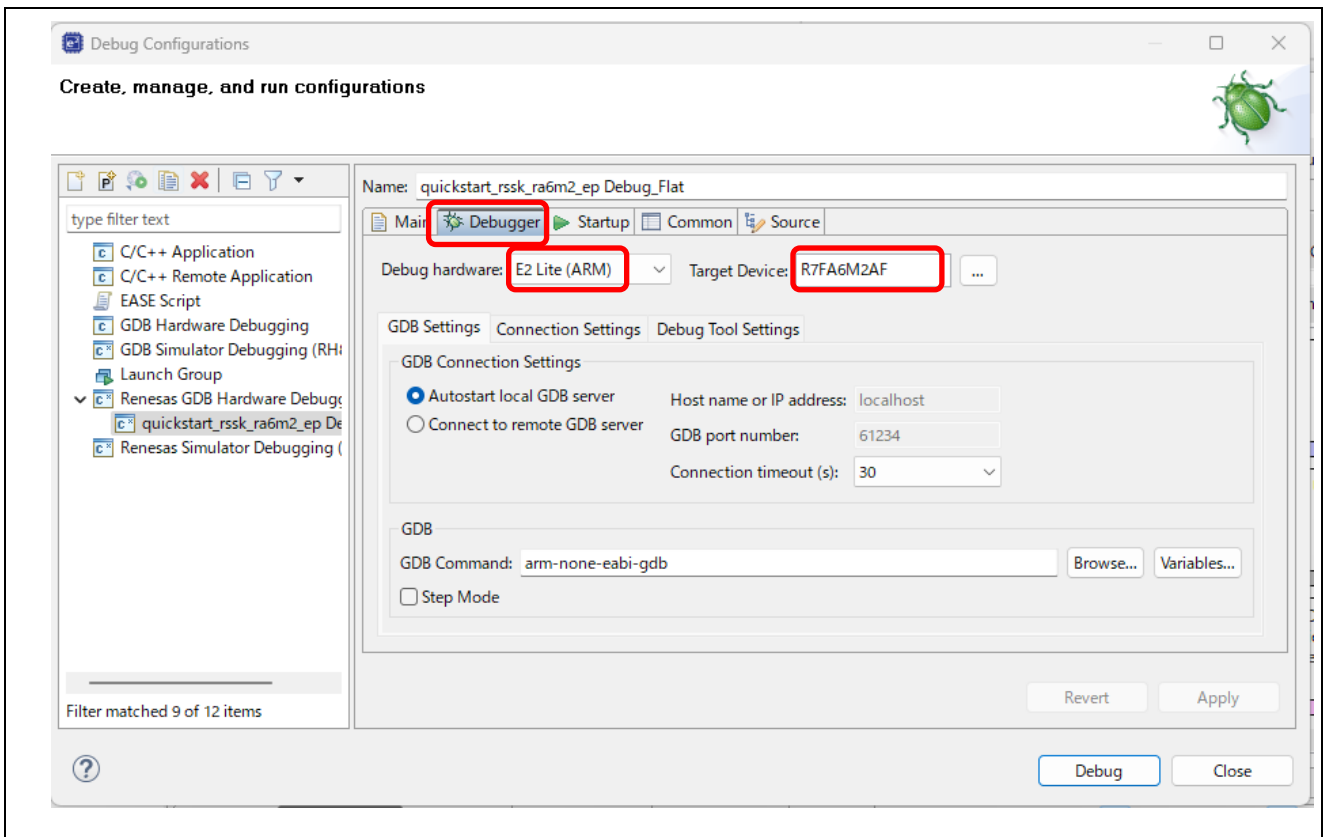 Debug Configurations
Create, manage, and run configurations
type filter text
C/C++ Application
C/C++ Remote Application
EASE Script
GDB Hardware Debugging
GDB Simulator Debugging (RH
Launch Group
Renesas GDB Hardware Debugg
quickstart_rssk_ra6m2_ep De
Renesas Simulator Debugging (
Filter matched 9 of 12 items
Name: quickstart_rssk_ra6m2_ep Debug_Flat
Main Debugger Startup Common Source
Debug hardware: E2 Lite (ARM) Target Device: R7FA6M2AF ...
GDB Settings Connection Settings Debug Tool Settings
GDB Connection Settings
Autostart local GDB server
Connect to remote GDB server
Host name or IP address: localhost
GDB port number: 61234
Connection timeout (s): 30
GDB
GDB Command: arm-none-eabi-gdb Browse... Variables...
Step Mode
Revert Apply
? Debug Close